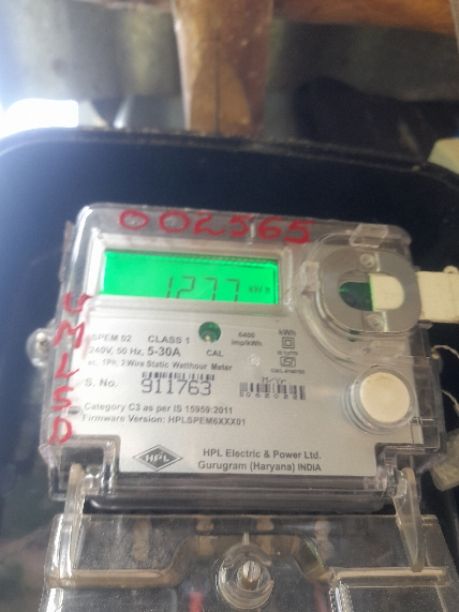 002565
1277 kWh
SPEM 02 CLASS 1 6400 imp/kWh kWh
240V, 50 Hz, 5-30A CAL
ac, 1Ph, 2 Wire Static Watthour Meter
S. No. 911763
Category C3 as per IS 15959:2011
Firmware Version: HPLSPEM6XXX01
HPL HPL Electric & Power Ltd.
Gurugram (Haryana) INDIA